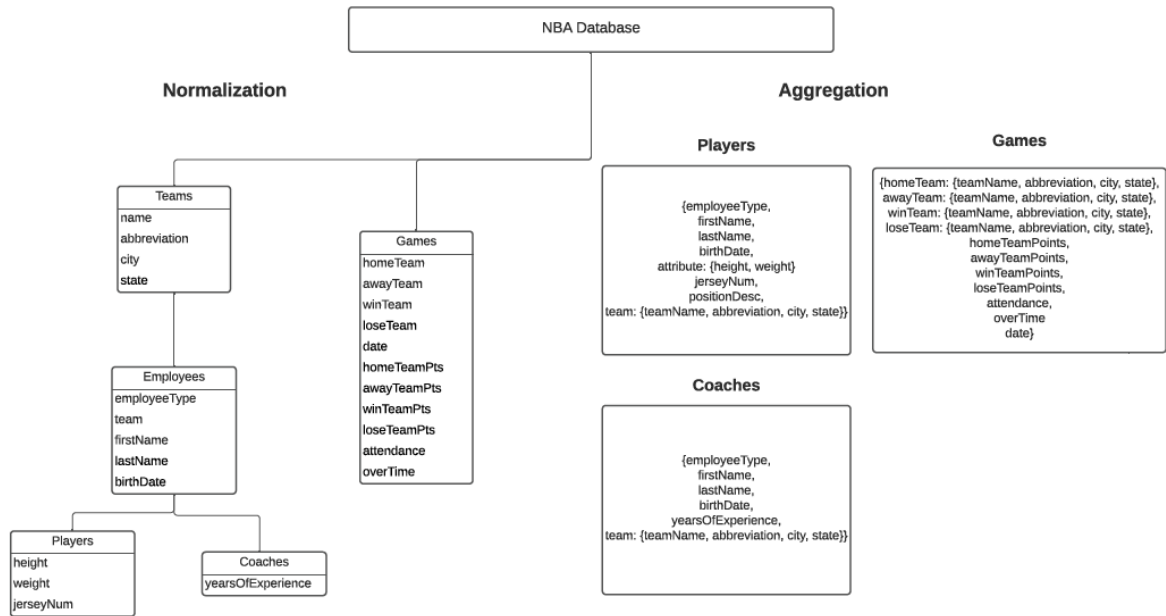 NBA Database
Normalization
Teams
name
abbreviation
city
state
Employees
employeeType
team
firstName
lastName
birthDate
Players
height
weight
jerseyNum
Coaches
yearsOfExperience
Games
homeTeam
awayTeam
winTeam
loseTeam
date
homeTeamPts
awayTeamPts
winTeamPts
loseTeamPts
attendance
overTime
Aggregation
Players
{employeeType,
firstName,
lastName,
birthDate,
attribute: {height, weight}
jerseyNum,
positionDesc,
team: {teamName, abbreviation, city, state}}
Games
{homeTeam: {teamName, abbreviation, city, state},
awayTeam: {teamName, abbreviation, city, state},
winTeam: {teamName, abbreviation, city, state},
loseTeam: {teamName, abbreviation, city, state},
homeTeamPoints,
awayTeamPoints,
winTeamPoints,
loseTeamPoints,
attendance,
overTime
date}
Coaches
{employeeType,
firstName,
lastName,
birthDate,
yearsOfExperience,
team: {teamName, abbreviation, city, state}}